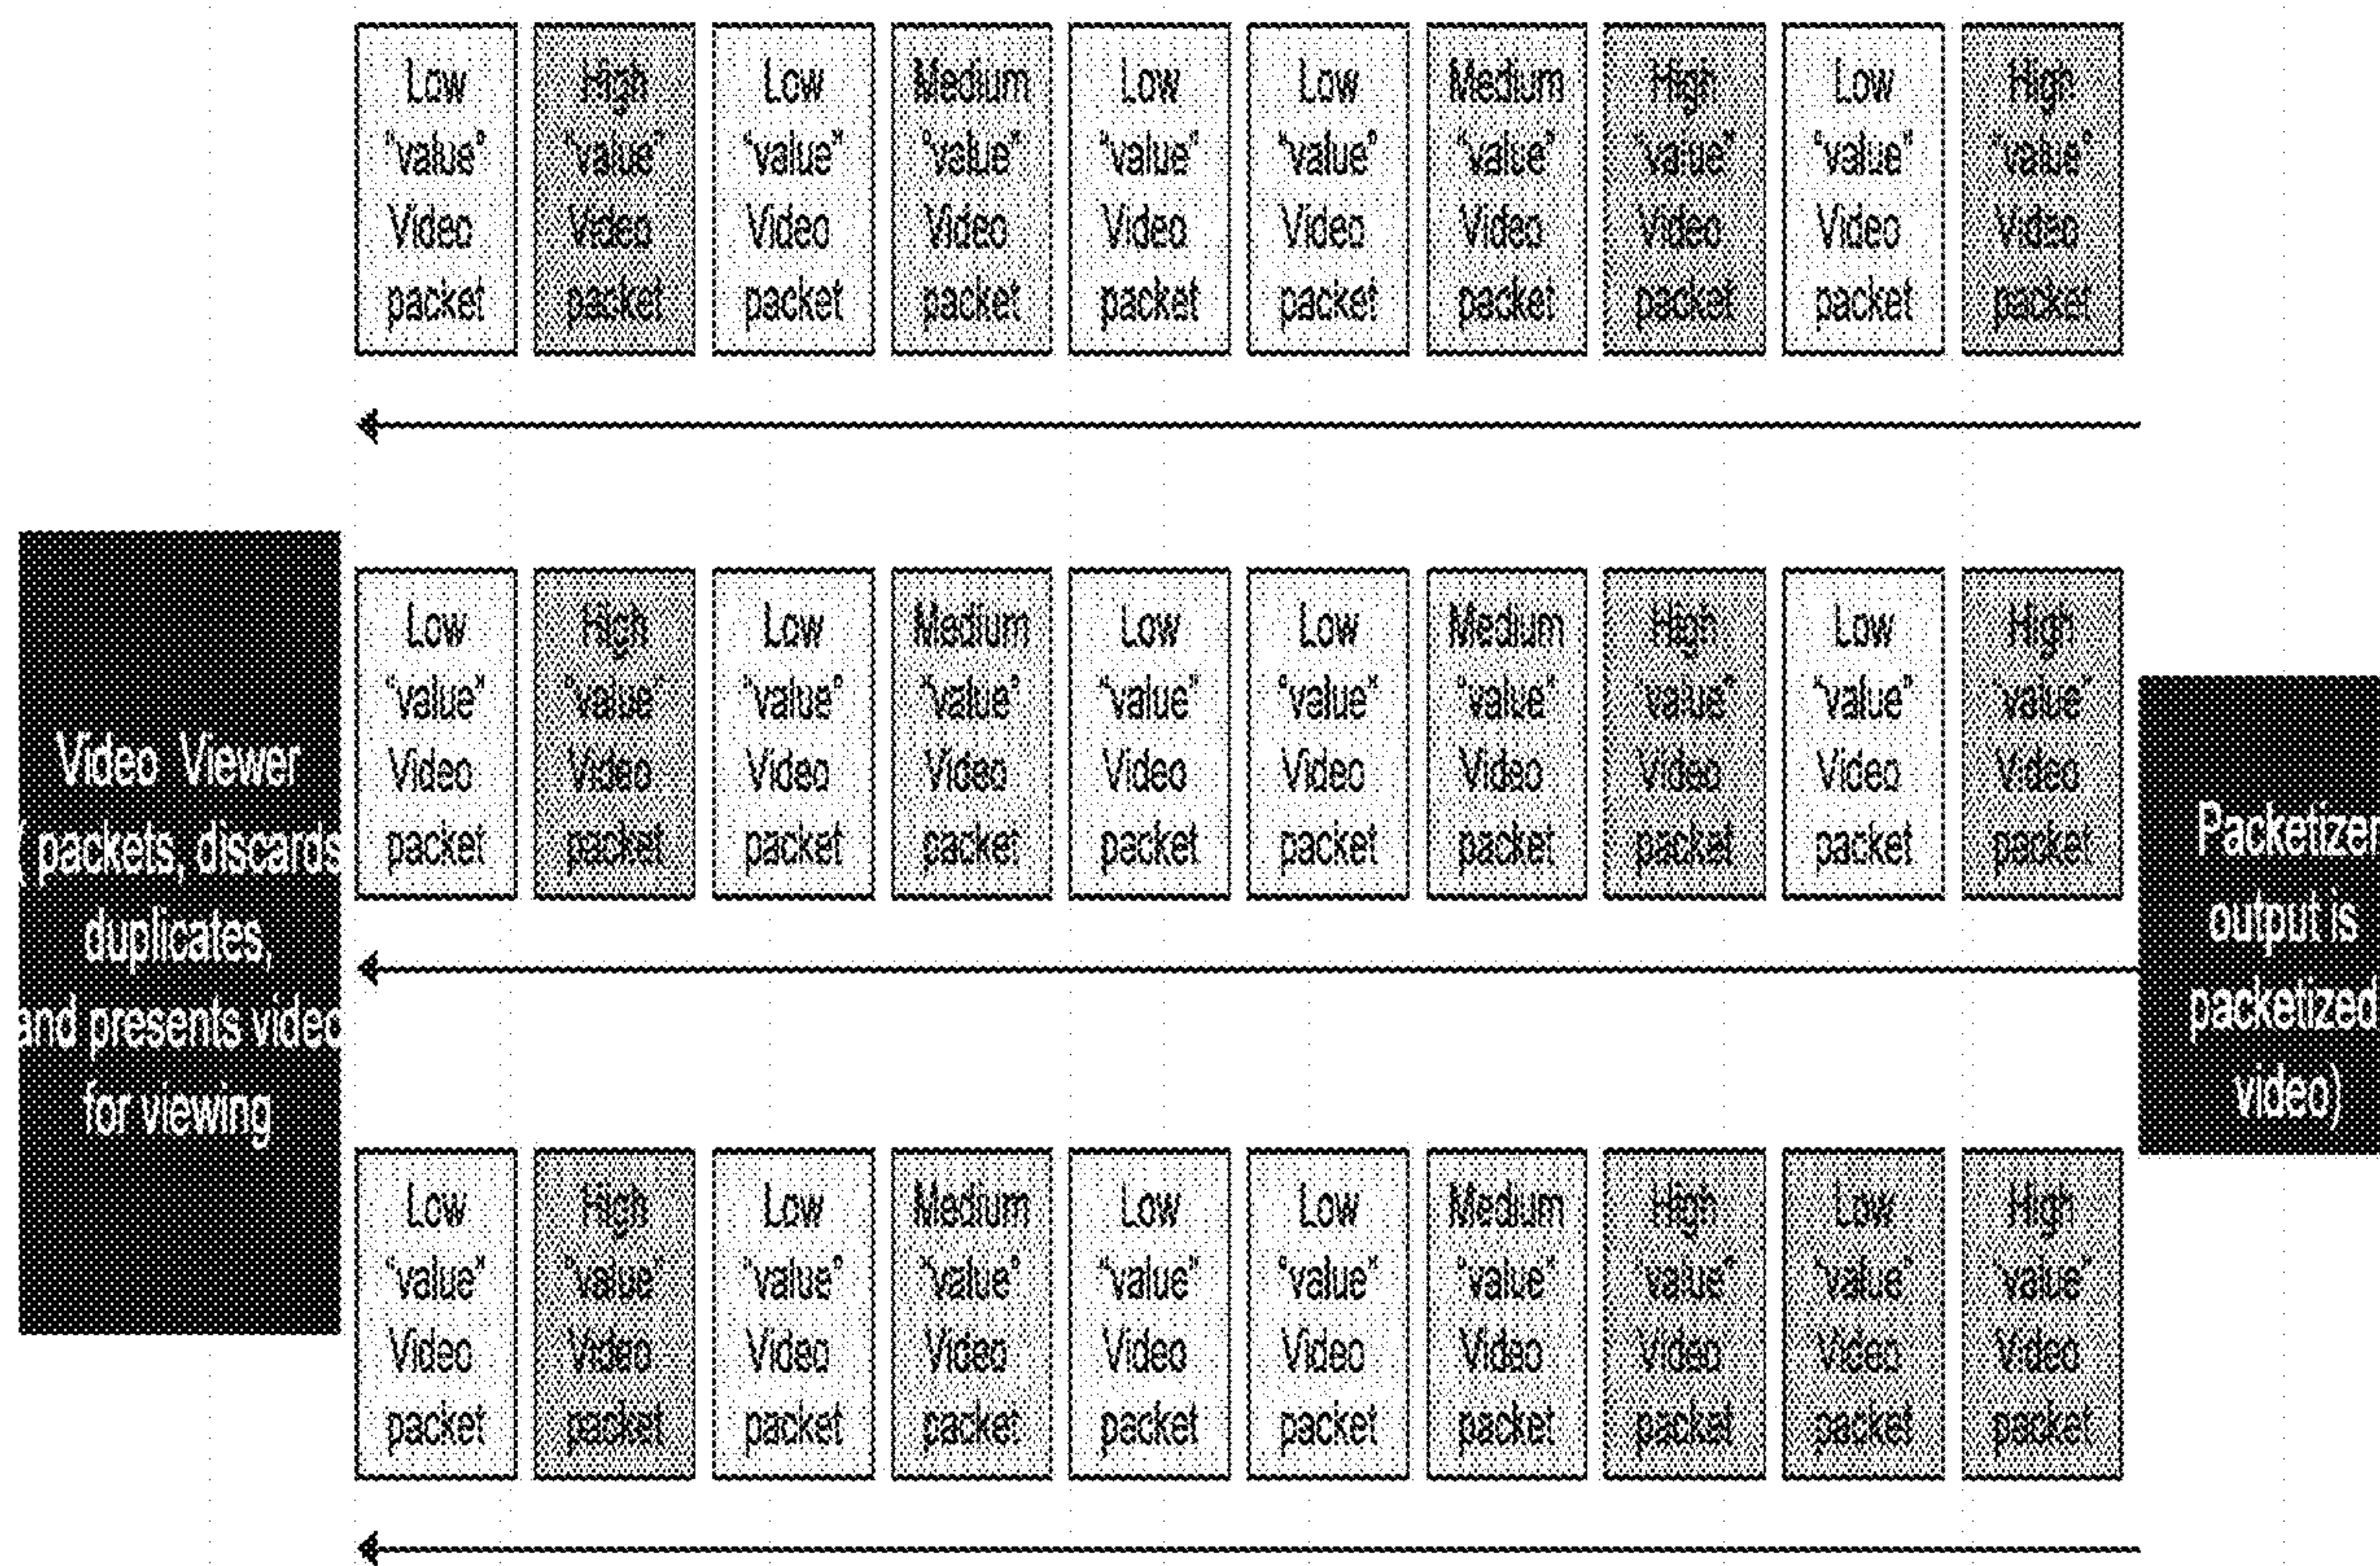 Low High Low Medium Low Low Medium High Low High
"value" "value" "value" "value" "value" "value" "value" "value" "value" "value"
Video Video Video Video Video Video Video Video Video Video
packet packet packet packet packet packet packet packet packet packet
Video Viewer
( packets, discards
duplicates,
and presents video
for viewing
Low High Low Medium Low Low Medium High Low High
"value" "value" "value" "value" "value" "value" "value" "value" "value" "value"
Video Video Video Video Video Video Video Video Video Video
packet packet packet packet packet packet packet packet packet packet
Packetizer
output is
packetized
video)
Low High Low Medium Low Low Medium High Low High
"value" "value" "value" "value" "value" "value" "value" "value" "value" "value"
Video Video Video Video Video Video Video Video Video Video
packet packet packet packet packet packet packet packet packet packet